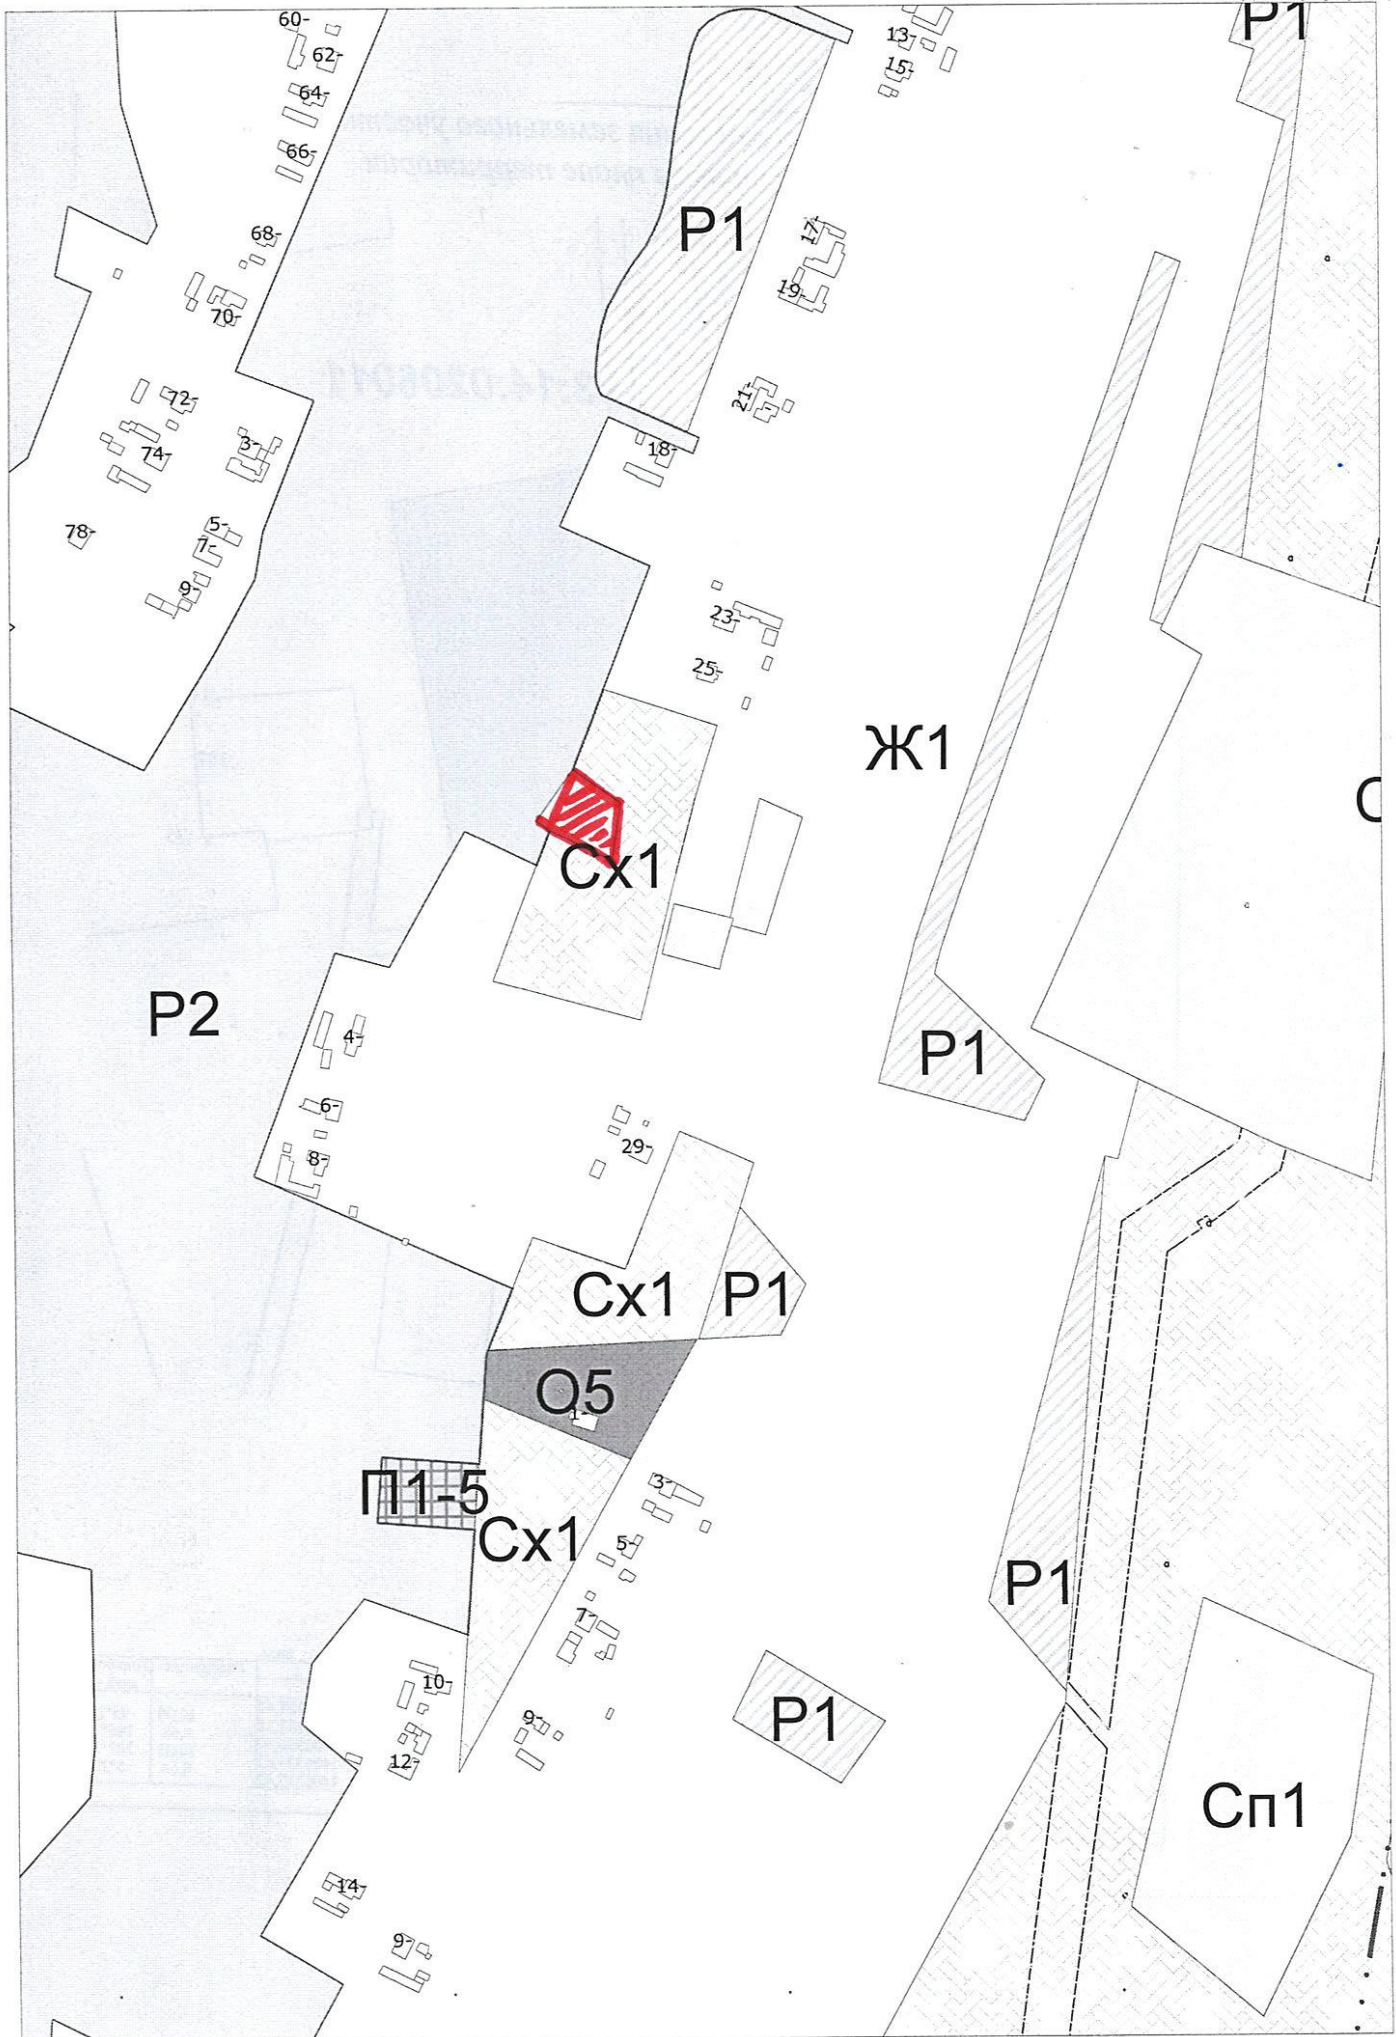 60-
13-
Р1
62-
15-
64-
66-
Р1
17-
68-
19-
70-
72-
21-
3-
18-
74-
5-
78-
7-
9-
23-
25-
Ж1
С
Сх1
Р2
4-
Р1
6-
29-
8-
Сх1
Р1
О5
1-
3-
П1-5
Сх1
5-
Р1
7-
10-
9-
Р1
12-
Сп1
14-
9-